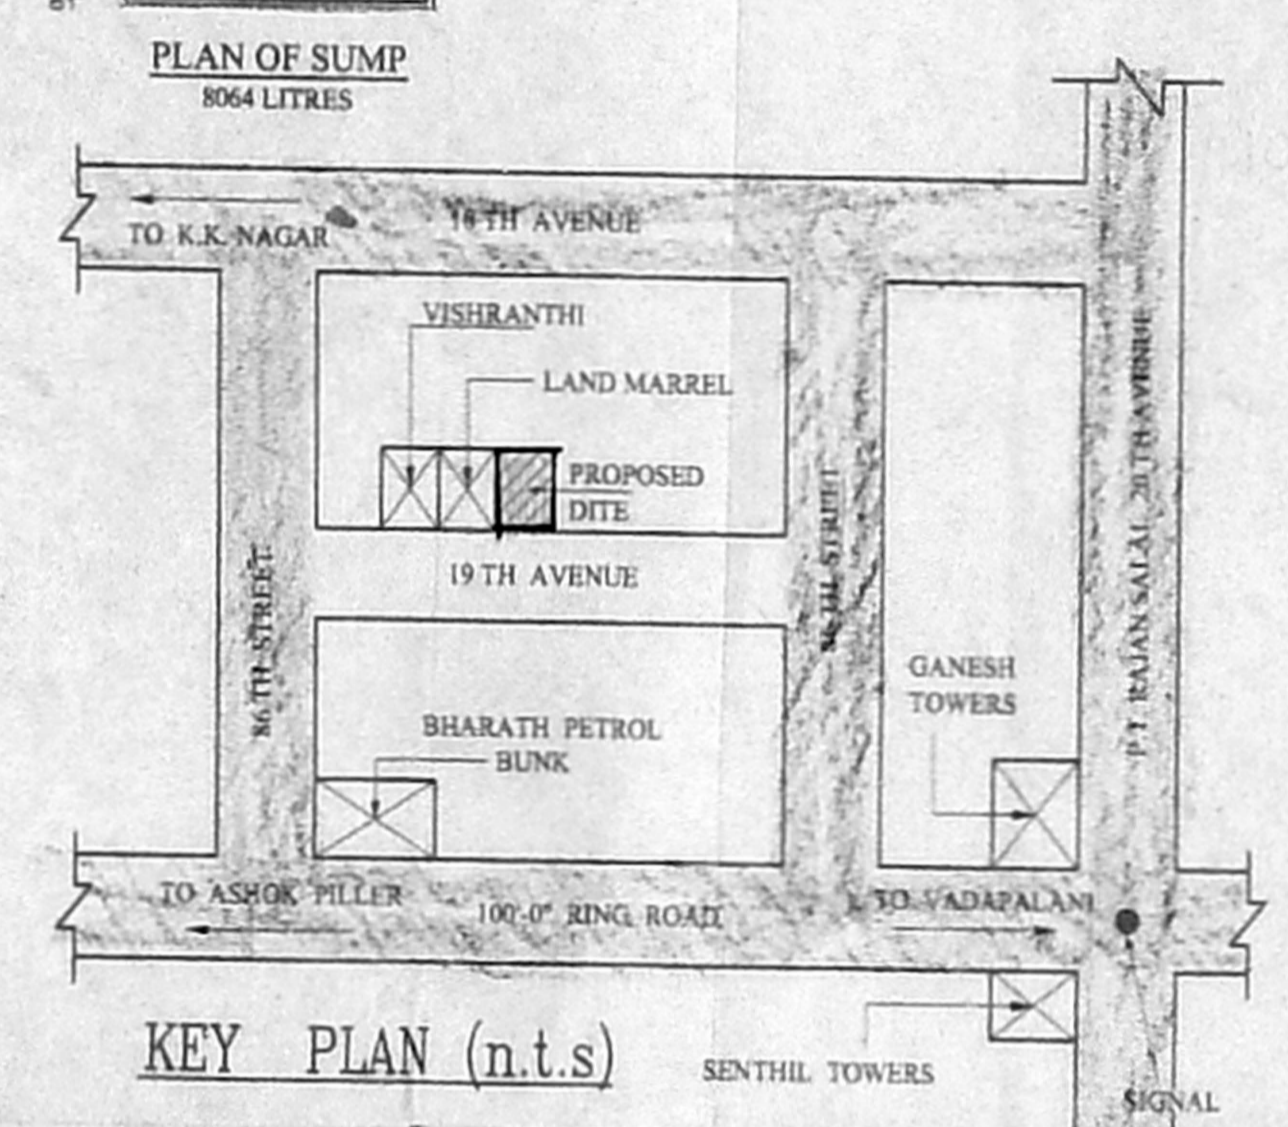 PLAN OF SUMP
8064 LITRES
TO K.K. NAGAR
18 TH AVENUE
VISHRANTHI
LAND MARREL
PROPOSED
DITE
19 TH AVENUE
86 TH STREET
TH STREET
P.T. RAJAN SALAI, 20 TH AVENUE
GANESH
TOWERS
BHARATH PETROL
BUNK
TO ASHOK PILLER
100'-0" RING ROAD
TO VADAPALANI
KEY PLAN (n.t.s)
SENTHIL TOWERS
SIGNAL